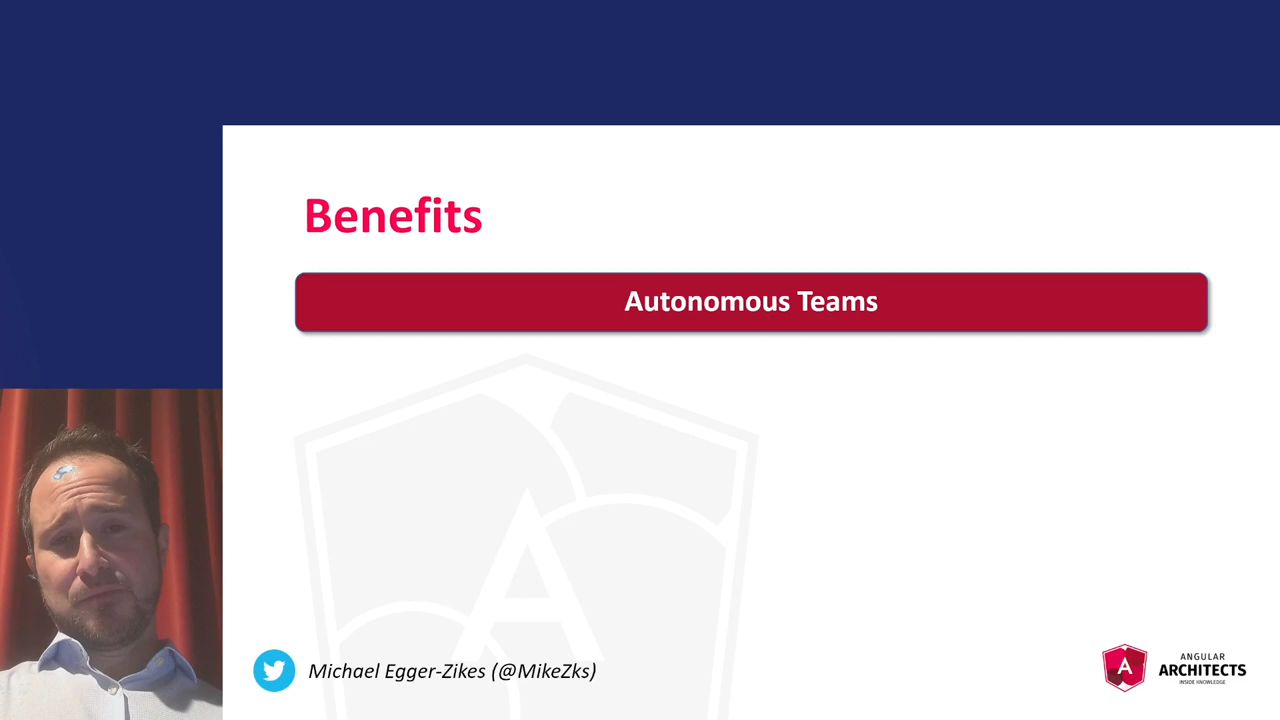 Benefits
Autonomous Teams
Michael Egger-Zikes (@MikeZks)
A
ANGULAR
ARCHITECTS
INSIDE KNOWLEDGE